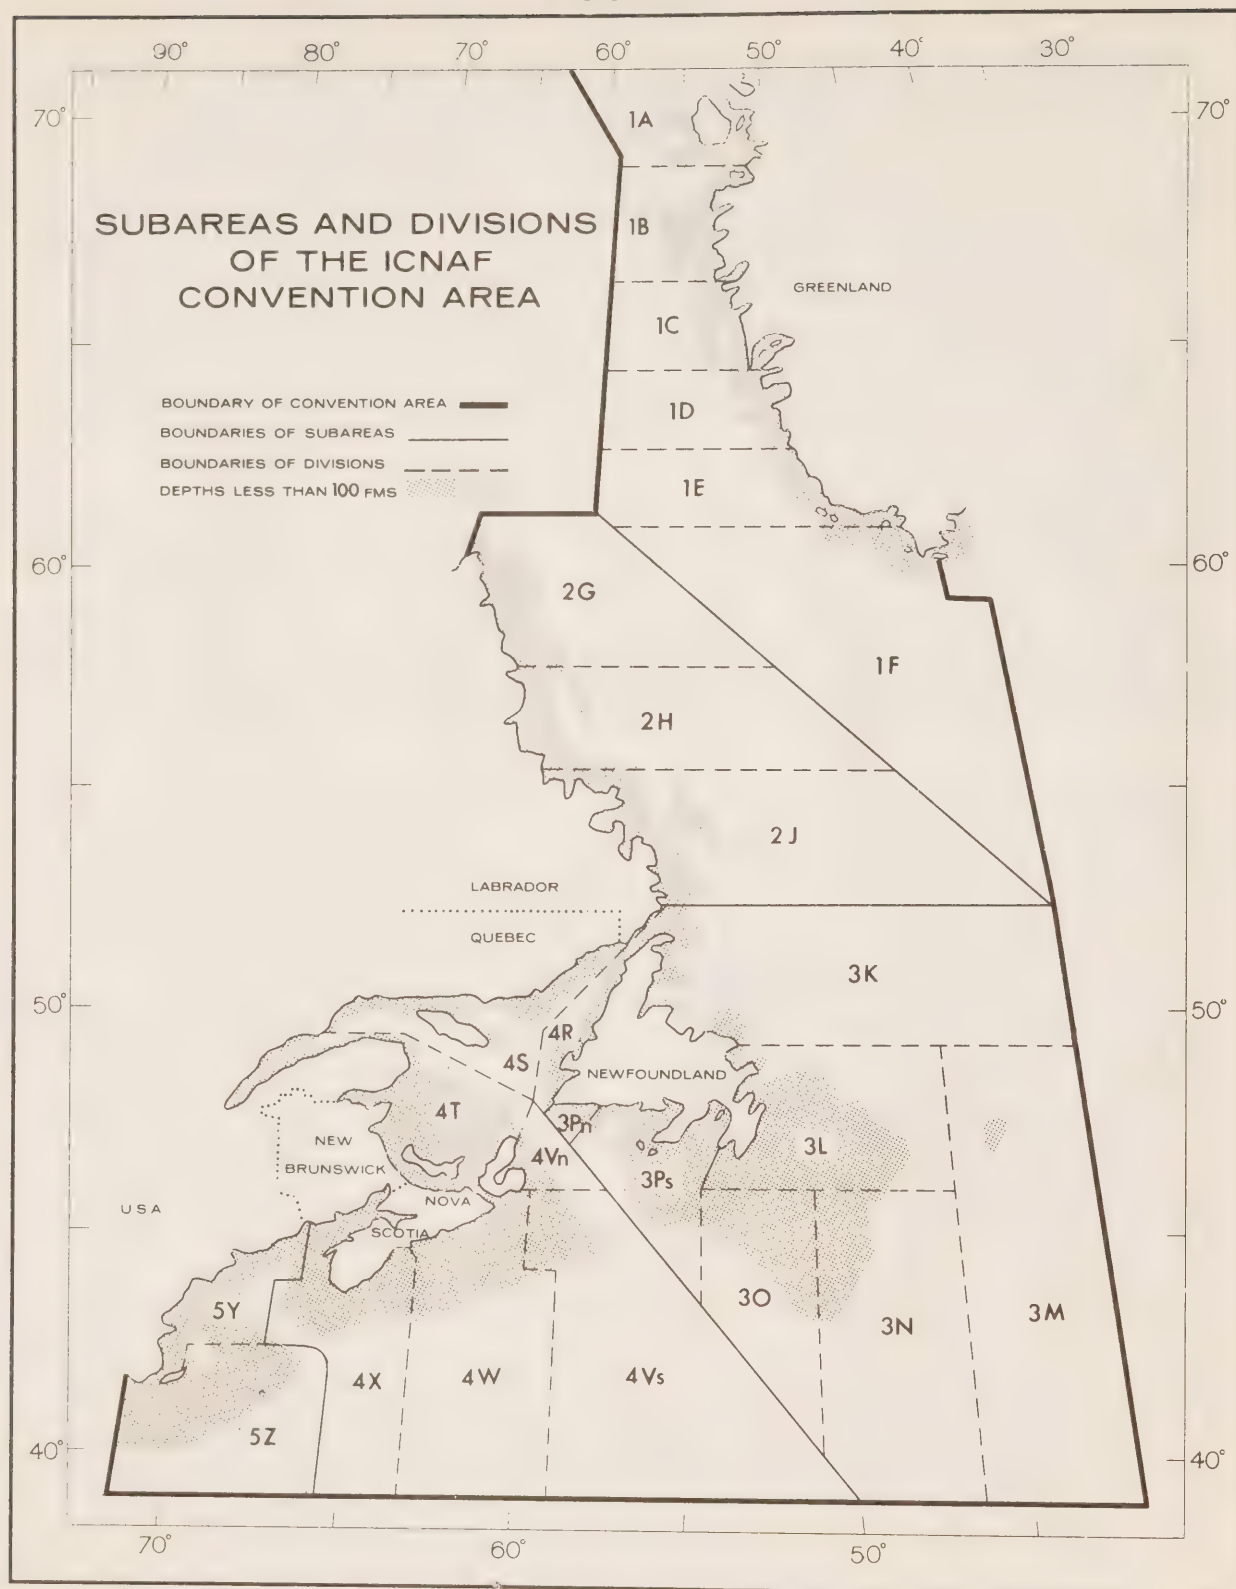 90° 80° 70° 60° 50° 40° 30°
70° 70°
1A
SUBAREAS AND DIVISIONS
OF THE ICNAF
CONVENTION AREA
1B
GREENLAND
1C
BOUNDARY OF CONVENTION AREA
BOUNDARIES OF SUBAREAS
BOUNDARIES OF DIVISIONS
DEPTHS LESS THAN 100 FMS
1D
1E
60° 60°
2G
1F
2H
2J
LABRADOR
QUEBEC
3K
50° 50°
4R
4S
NEWFOUNDLAND
4T
3Pn
NEW
BRUNSWICK
4Vn
3L
3Ps
NOVA
SCOTIA
USA
5Y
3O
3N
3M
4X
4W
4Vs
5Z
40° 40°
70° 60° 50°